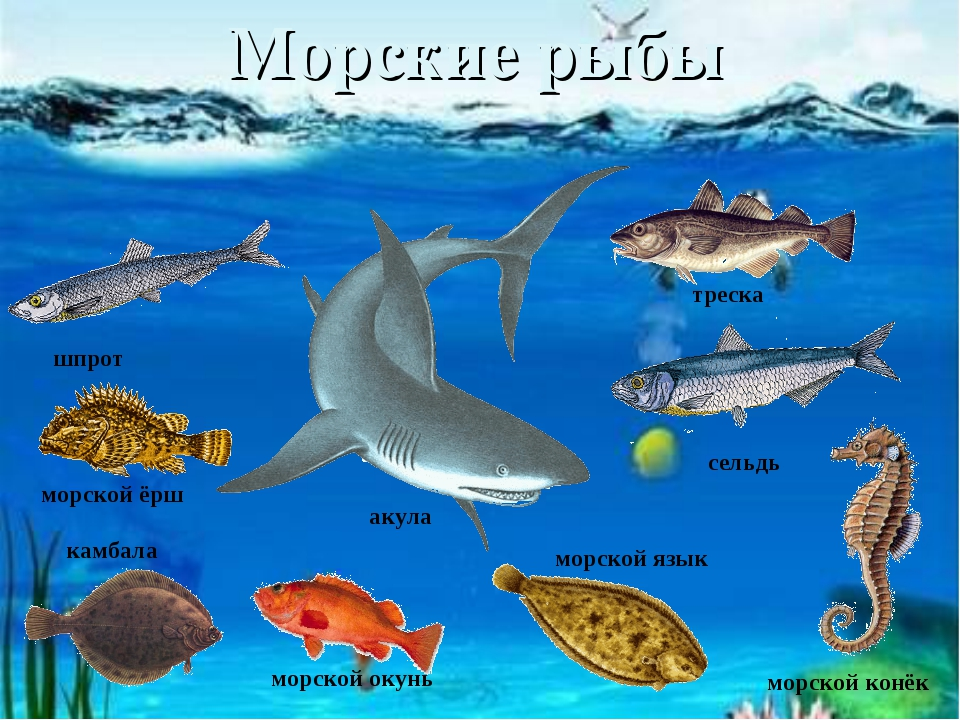 Морские рыбы
треска
шпрот
сельдь
морской ёрш
акула
камбала
морской язык
морской окунь
морской конёк